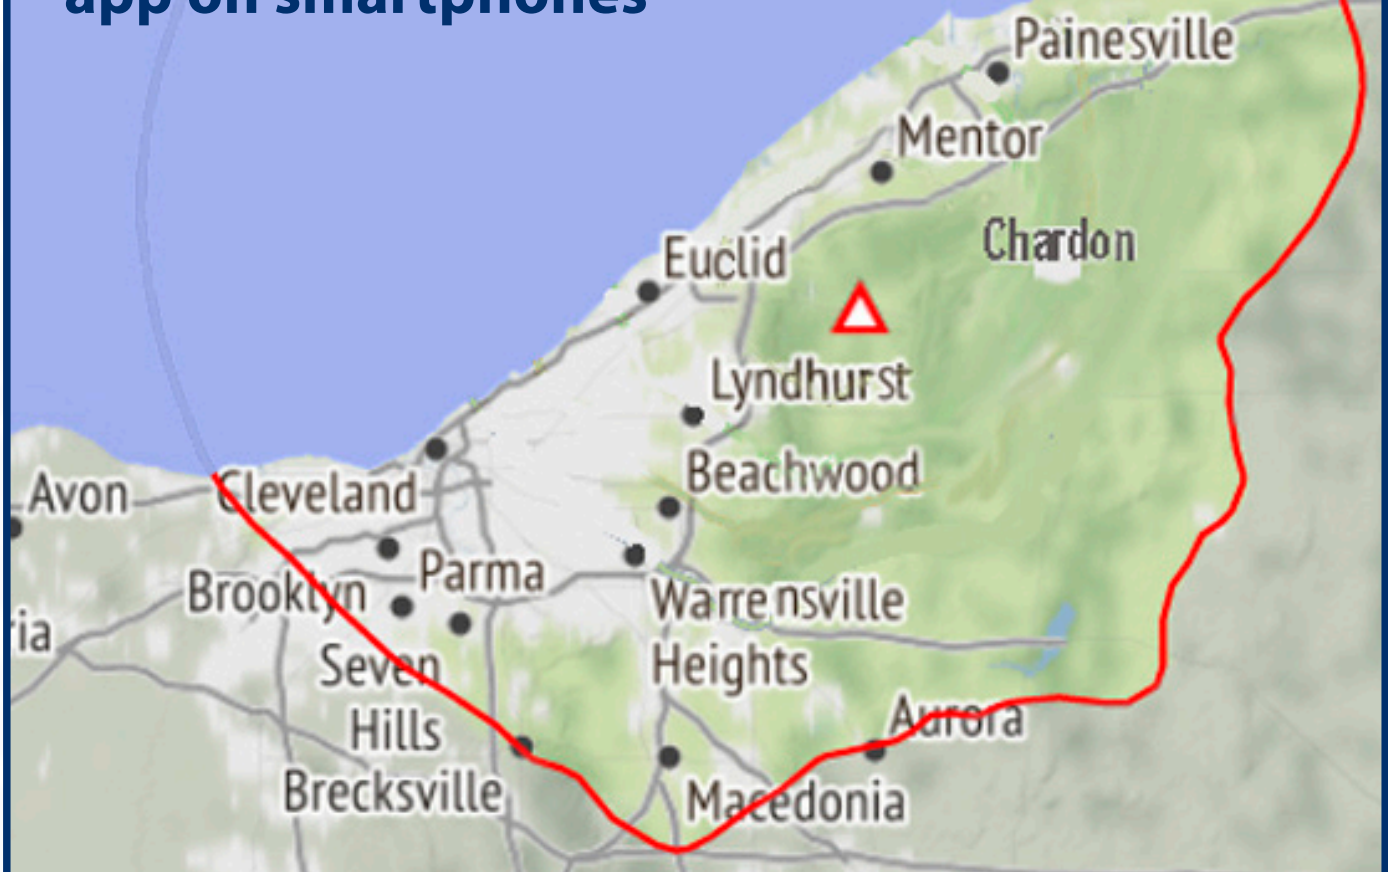 app on smartphones
Painesville
Mentor
Chardon
Euclid
Lyndhurst
Beachwood
Avon
Cleveland
Parma
Brooklyn
Warrensville
Heights
ria
Seven
Hills
Aurora
Brecksville
Macedonia